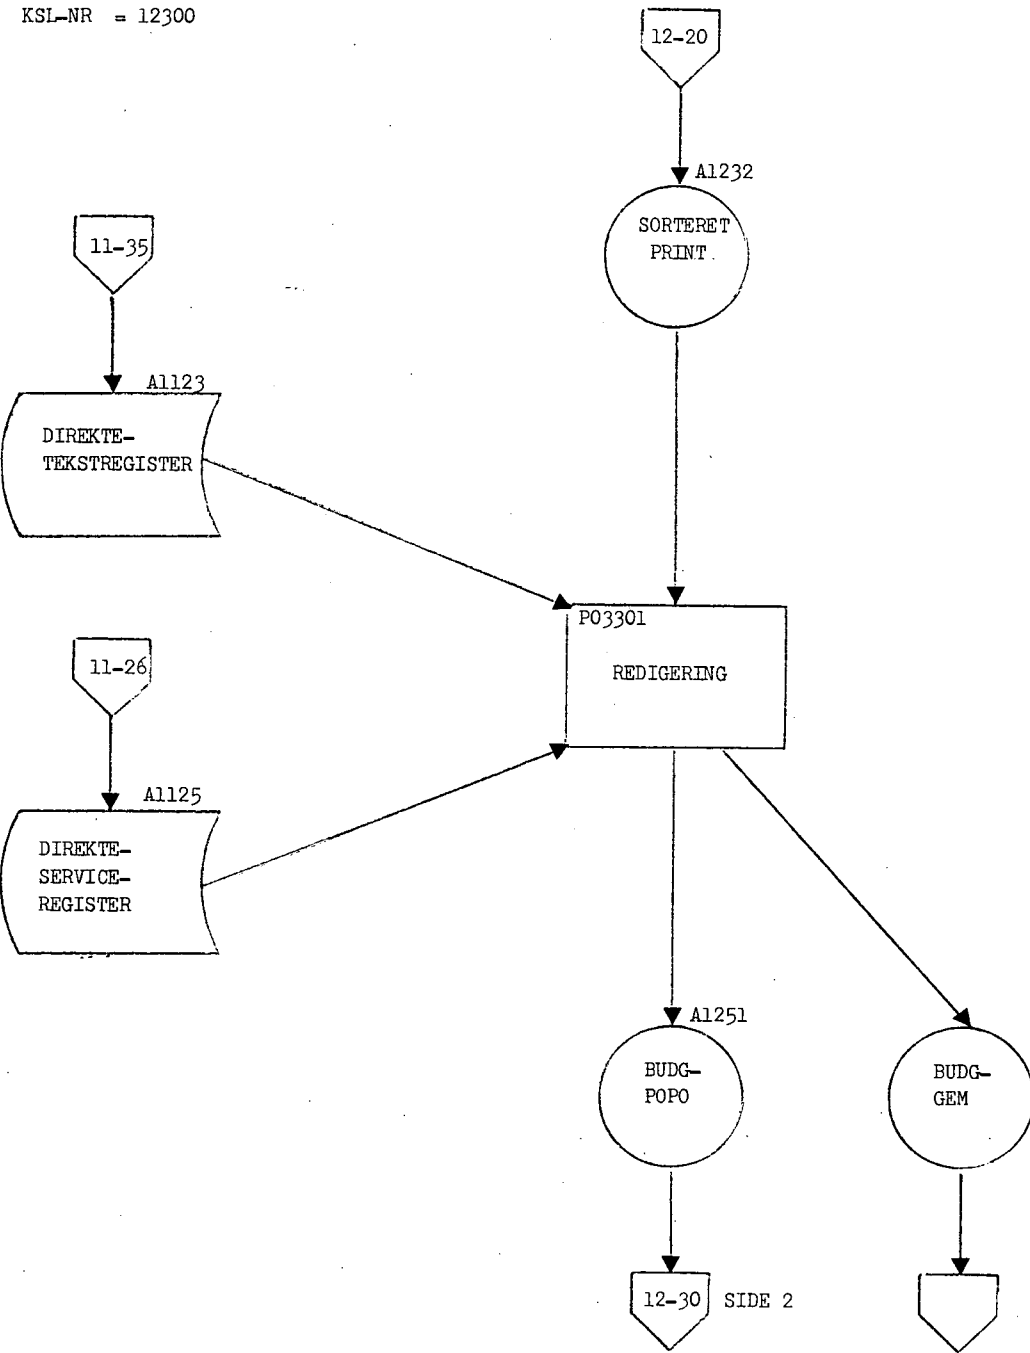 KSL-NR = 12300
12-20
A1232
SORTERET
PRINT.
11-35
A1123
DIREKTE-
TEKSTREGISTER
PO3301
REDIGERING
11-26
A1125
DIREKTE-
SERVICE-
REGISTER
A1251
BUDG-
POPO
BUDG-
GEM
12-30 SIDE 2